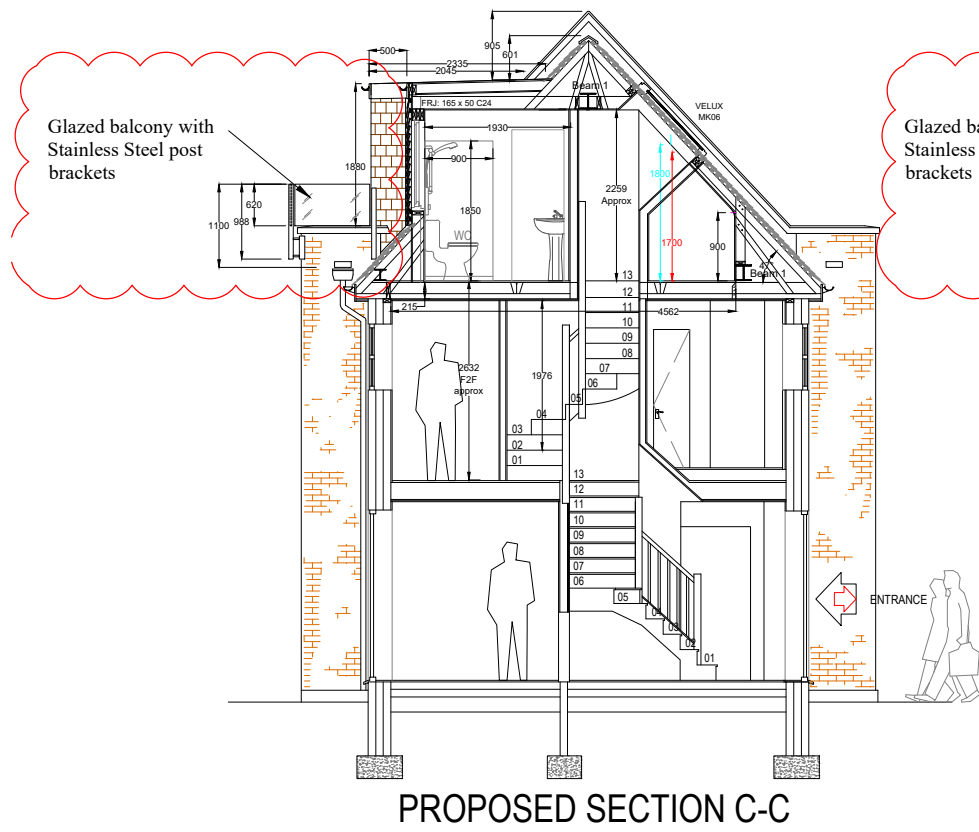 905
601
500
2335
2045
Beam 1
FRJ: 165 x 50 C24
VELUX
MK06
Glazed balcony with
Stainless Steel post
brackets
Glazed ba
Stainless
brackets
1930
900
1880
1850
2259
Approx
1800
1700
900
620
988
1100
WC
47°
Beam 1
13
12
11
10
09
08
07
06
05
04
03
02
01
215
4562
2632
F2F
approx
1976
13
12
11
10
09
08
07
06
05
04
03
02
01
ENTRANCE
PROPOSED SECTION C-C